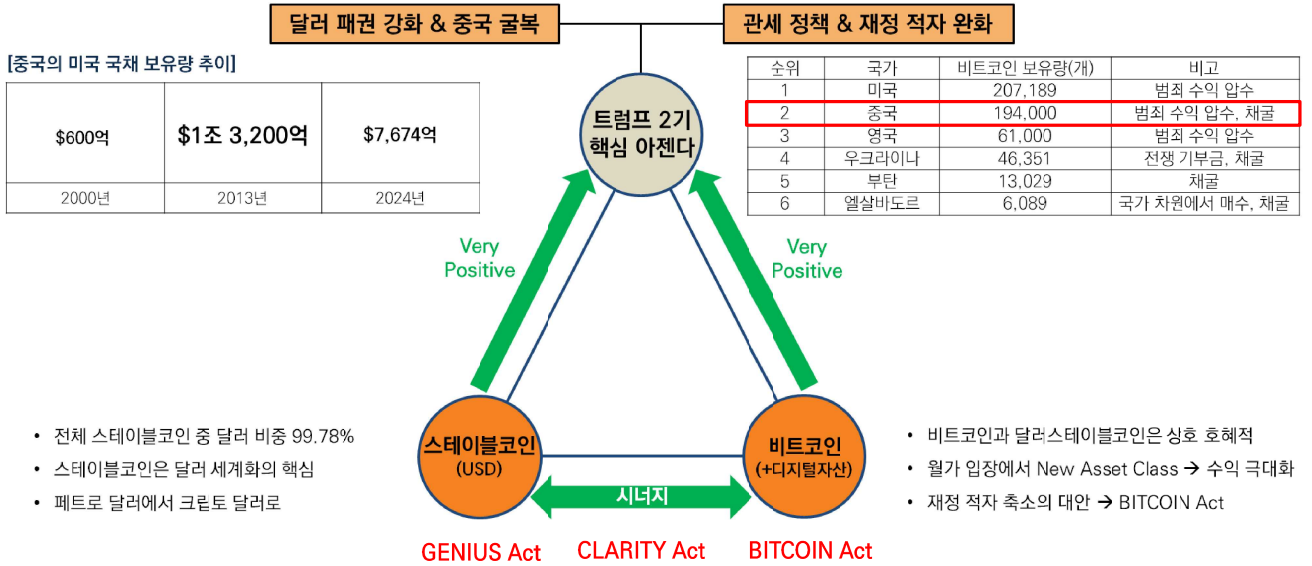 달러 패권 강화 & 중국 굴복
관세 정책 & 재정 적자 완화
[중국의 미국 국채 보유량 추이]
$600억 $1조 3,200억 $7,674억
2000년 2013년 2024년
트럼프 2기
핵심 아젠다
순위 국가 비트코인 보유량(개) 비고
1 미국 207,189 범죄 수익 압수
2 중국 194,000 범죄 수익 압수, 채굴
3 영국 61,000 범죄 수익 압수
4 우크라이나 46,351 전쟁 기부금, 채굴
5 부탄 13,029 채굴
6 엘살바도르 6,089 국가 차원에서 매수, 채굴
Very
Positive
Very
Positive
• 전체 스테이블코인 중 달러 비중 99.78%
• 스테이블코인은 달러 세계화의 핵심
• 페트로 달러에서 크립토 달러로
스테이블코인
(USD)
시너지
비트코인
(+디지털자산)
• 비트코인과 달러스테이블코인은 상호 호혜적
• 월가 입장에서 New Asset Class → 수익 극대화
• 재정 적자 축소의 대안 → BITCOIN Act
GENIUS Act CLARITY Act BITCOIN Act